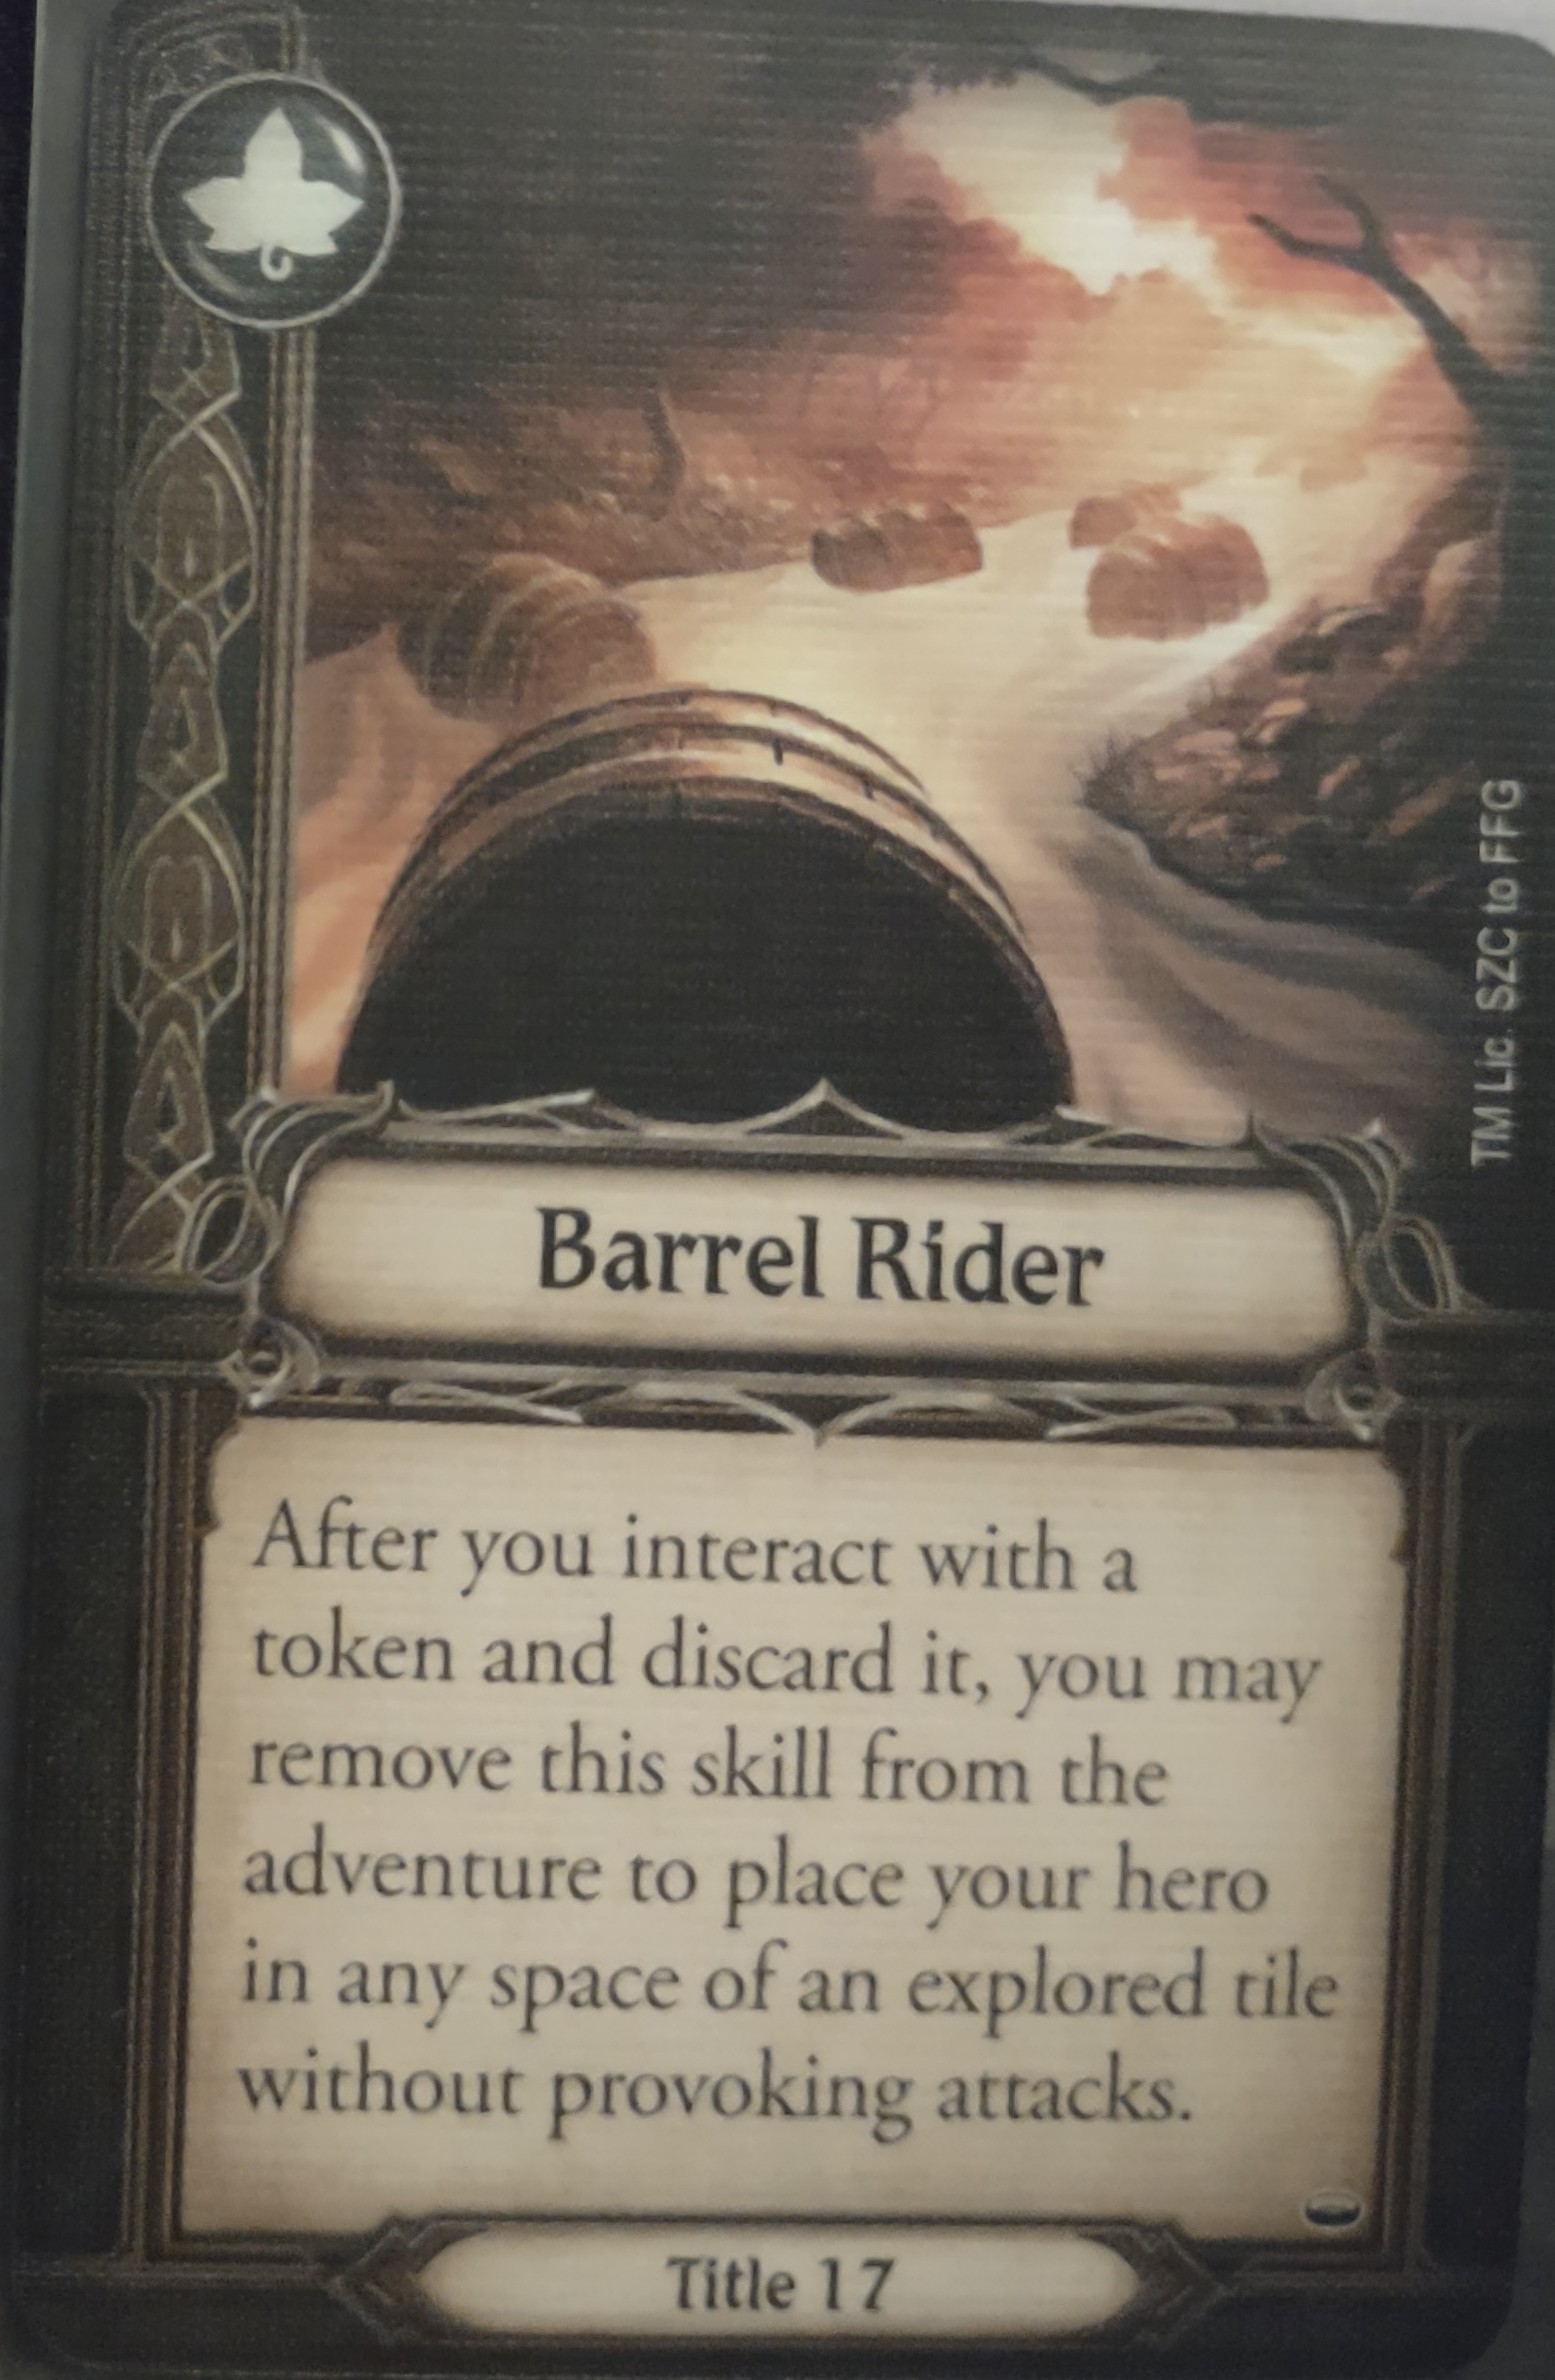 TM Lic. SZC to FFG
Barrel Rider
After you interact with a
token and discard it, you may
remove this skill from the
adventure to place your hero
in any space of an explored tile
without provoking attacks.
Title 17